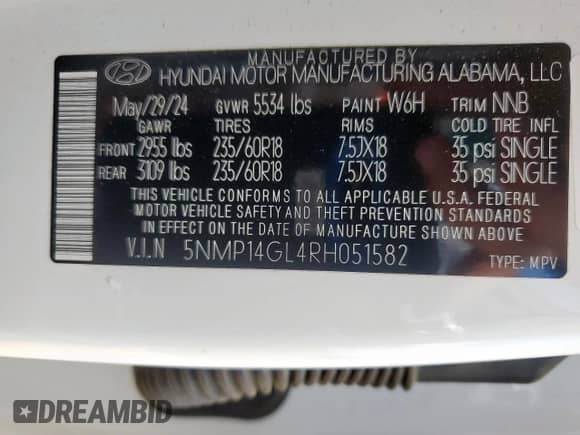 MANUFACTURED BY
HYUNDAI MOTOR MANUFACTURING ALABAMA, LLC
May/29/24 GVWR 5534 lbs PAINT W6H TRIM NNB
GAWR TIRES RIMS COLD TIRE INFL
FRONT 2955 lbs 235/60R18 7.5JX18 35 psi SINGLE
REAR 3109 lbs 235/60R18 7.5JX18 35 psi SINGLE
THIS VEHICLE CONFORMS TO ALL APPLICABLE U.S.A. FEDERAL
MOTOR VEHICLE SAFETY AND THEFT PREVENTION STANDARDS
IN EFFECT ON THE DATE OF MANUFACTURE SHOWN ABOVE.
V.I.N 5NMP14GL4RH051582 TYPE: MPV
DREAMBID